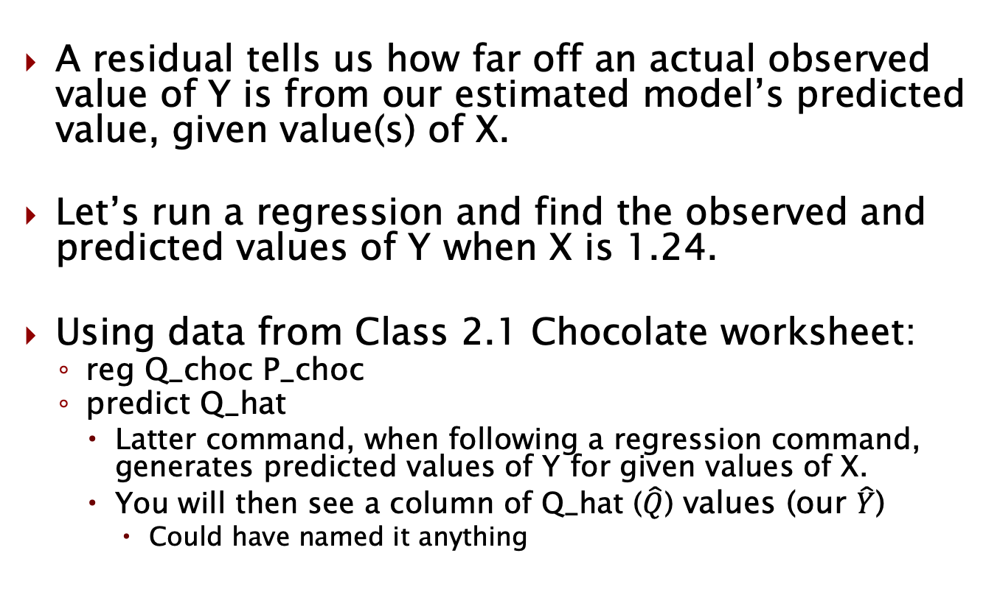 A residual tells us how far off an actual observed
value of Y is from our estimated model’s predicted
value, given value(s) of X.
Let’s run a regression and find the observed and
predicted values of Y when X is 1.24.
Using data from Class 2.1 Chocolate worksheet:
reg Q_choc P_choc
predict Q_hat
Latter command, when following a regression command,
generates predicted values of Y for given values of X.
You will then see a column of Q_hat (Q̂) values (our Ŷ)
Could have named it anything